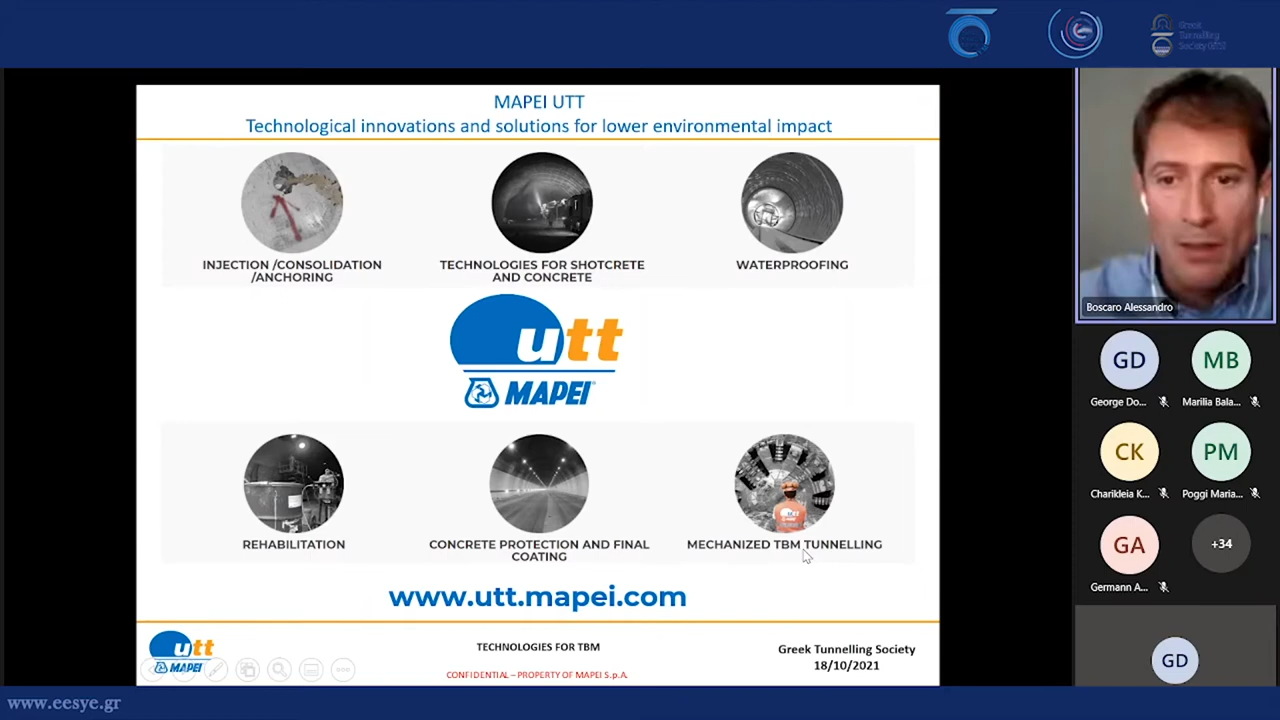 Greek
Tunnelling
MAPEI UTT
Technological innovations and solutions for lower environmental impact
INJECTION /CONSOLIDATION
/ANCHORING
TECHNOLOGIES FOR SHOTCRETE
AND CONCRETE
WATERPROOFING
utt
MAPEI
REHABILITATION
CONCRETE PROTECTION AND FINAL
COATING
MECHANIZED TBM TUNNELLING
www.utt.mapei.com
utt
MAPEI
TECHNOLOGIES FOR TBM
CONFIDENTIAL – PROPERTY OF MAPEI S.p.A.
Greek Tunnelling Society
18/10/2021
Boscaro Alessandro
GD
George Do...
MB
Marilia Bala...
CK
Charikleia K...
PM
Poggi Maria...
GA
Germann A...
+34
GD
www.eesye.gr